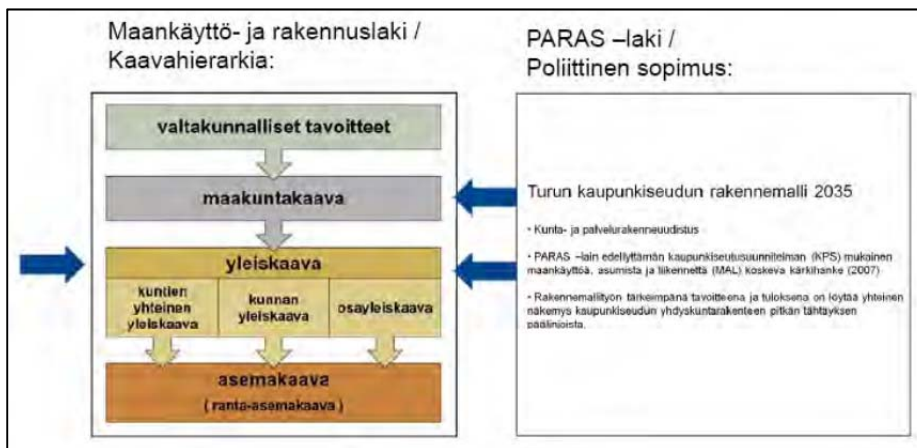 Maankäyttö- ja rakennuslaki /
Kaavahierarkia:
valtakunnalliset tavoitteet
maakuntakaava
yleiskaava
kuntien
yhteinen
yleiskaava
kunnan
yleiskaava
osayleiskaava
asemakaava
( ranta-asemakaava )
PARAS –laki /
Poliittinen sopimus:
Turun kaupunkiseudun rakennemalli 2035
• Kunta- ja palvelurakenneuudistus
• PARAS –lain edellyttämän kaupunkiseutusuunnitelman (KPS) mukainen
maankäyttöä, asumista ja liikennettä (MAL) koskeva kärkihanke (2007)
• Rakennemallityön tärkeimpänä tavoitteena ja tuloksena on löytää yhteinen
näkemys kaupunkiseudun yhdyskuntarakenteen pitkän tähtäyksen
päälinjoista.